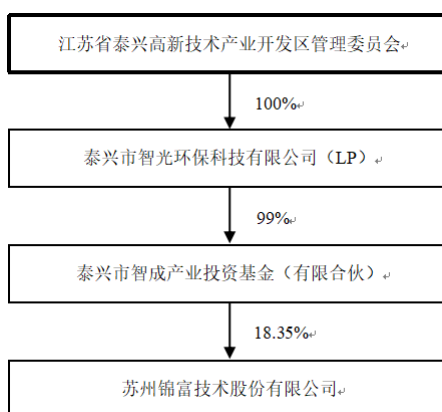 江苏省泰兴高新技术产业开发区管理委员会
100%
泰兴市智光环保科技有限公司（LP）
99%
泰兴市智成产业投资基金（有限合伙）
18.35%
苏州锦富技术股份有限公司